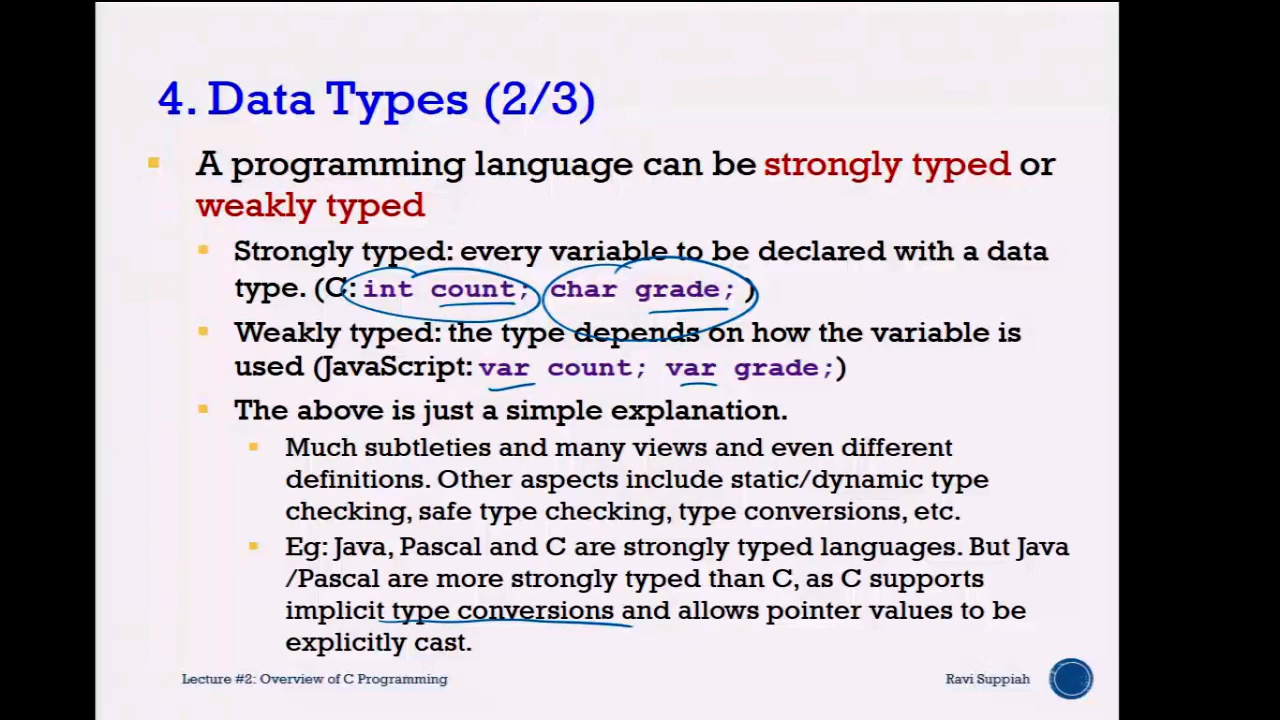 4. Data Types (2/3)
A programming language can be strongly typed or
weakly typed
Strongly typed: every variable to be declared with a data
type. (C: int count; char grade; )
Weakly typed: the type depends on how the variable is
used (JavaScript: var count; var grade;)
The above is just a simple explanation.
Much subtleties and many views and even different
definitions. Other aspects include static/dynamic type
checking, safe type checking, type conversions, etc.
Eg: Java, Pascal and C are strongly typed languages. But Java
/Pascal are more strongly typed than C, as C supports
implicit type conversions and allows pointer values to be
explicitly cast.
Lecture #2: Overview of C Programming
Ravi Suppiah